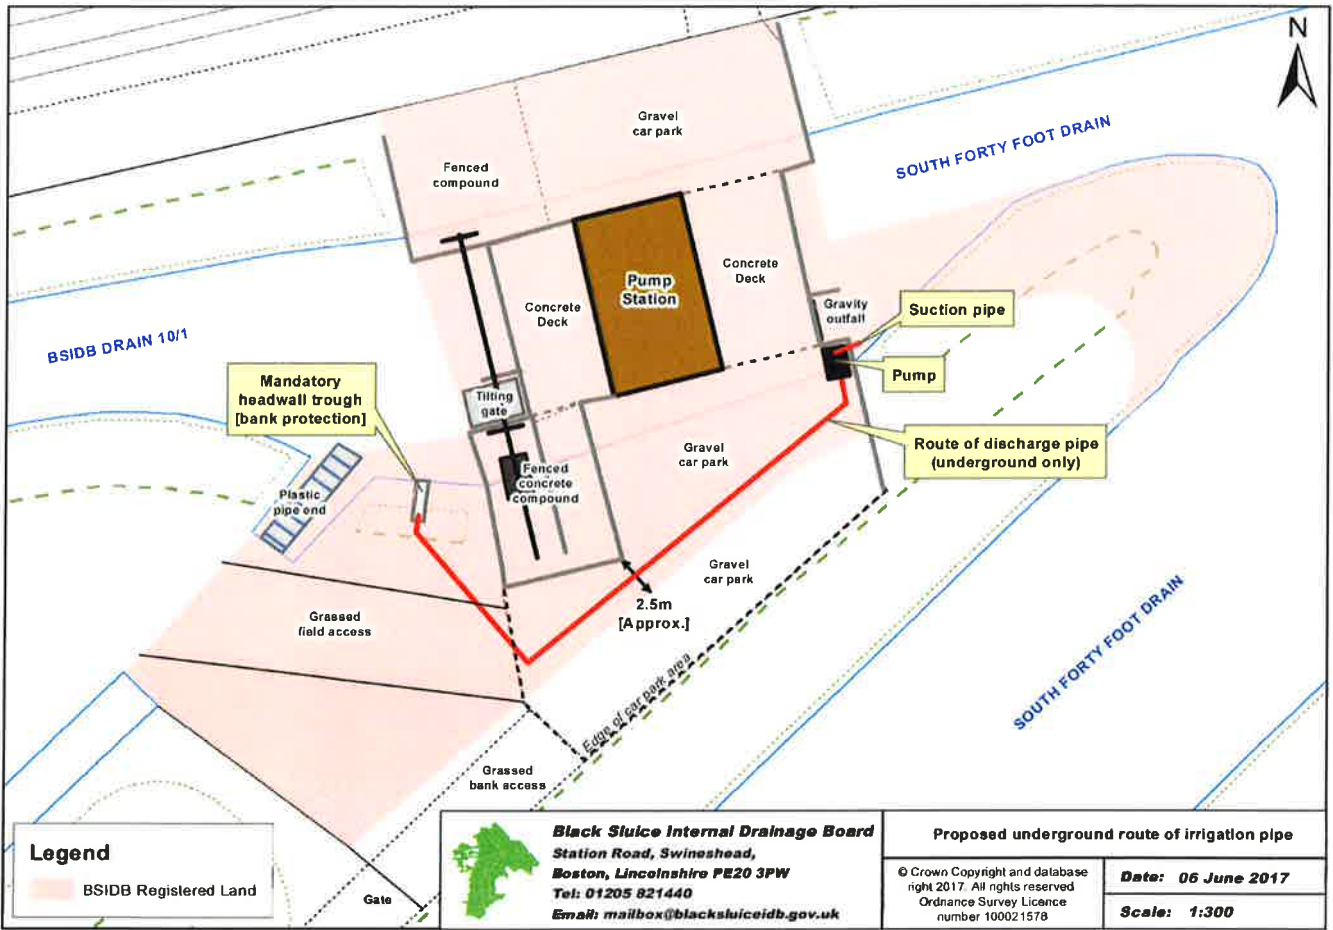 N
Gravel
car park
SOUTH FORTY FOOT DRAIN
Fenced
compound
Concrete
Deck
Pump
Station
Concrete
Deck
Gravity
outfall
Suction pipe
BSIDB DRAIN 10/1
Pump
Mandatory
headwall trough
[bank protection]
Tilting
gate
Route of discharge pipe
(underground only)
Gravel
car park
Fenced
concrete
compound
Plastic
pipe end
Gravel
car park
2.5m
[Approx.]
Grassed
field access
SOUTH FORTY FOOT DRAIN
Edge of car park area
Grassed
bank access
Gate
Legend
BSIDB Registered Land
Black Sluice Internal Drainage Board
Station Road, Swineshead,
Boston, Lincolnshire PE20 3PW
Tel: 01205 821440
Email: mailbox@blacksluiceidb.gov.uk
Proposed underground route of irrigation pipe
© Crown Copyright and database
right 2017. All rights reserved
Ordnance Survey Licence
number 100021578
Date: 06 June 2017
Scale: 1:300